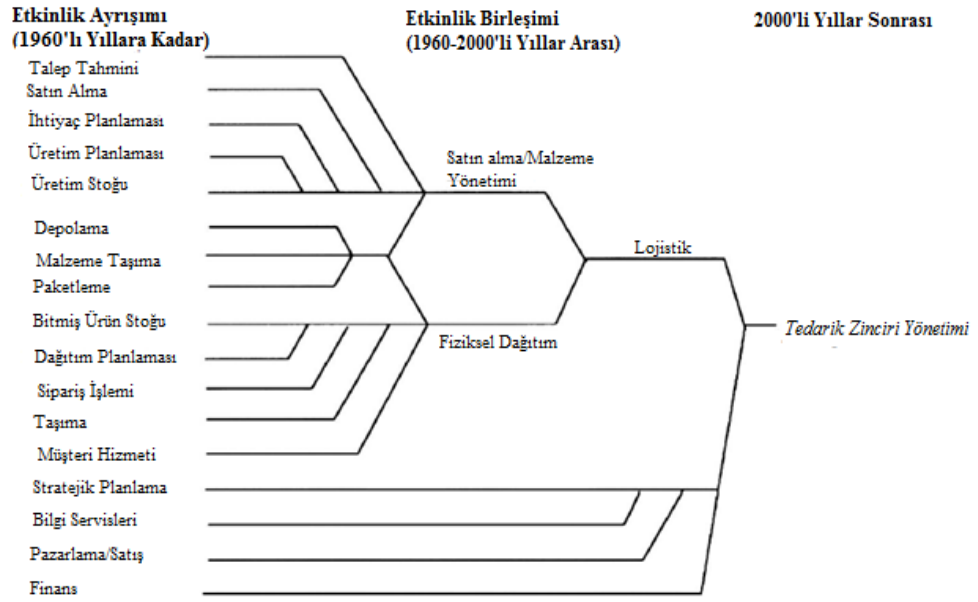 Etkinlik Ayrışımı
(1960'lı Yıllara Kadar)
Etkinlik Birleşimi
(1960-2000'li Yıllar Arası)
2000'li Yıllar Sonrası
Talep Tahmini
Satın Alma
İhtiyaç Planlaması
Üretim Planlaması
Üretim Stoğu
Depolama
Malzeme Taşıma
Paketleme
Bitmiş Ürün Stoğu
Dağıtım Planlaması
Sipariş İşlemi
Taşıma
Müşteri Hizmeti
Stratejik Planlama
Bilgi Servisleri
Pazarlama/Satış
Finans
Satın alma/Malzeme
Yönetimi
Fiziksel Dağıtım
Lojistik
Tedarik Zinciri Yönetimi